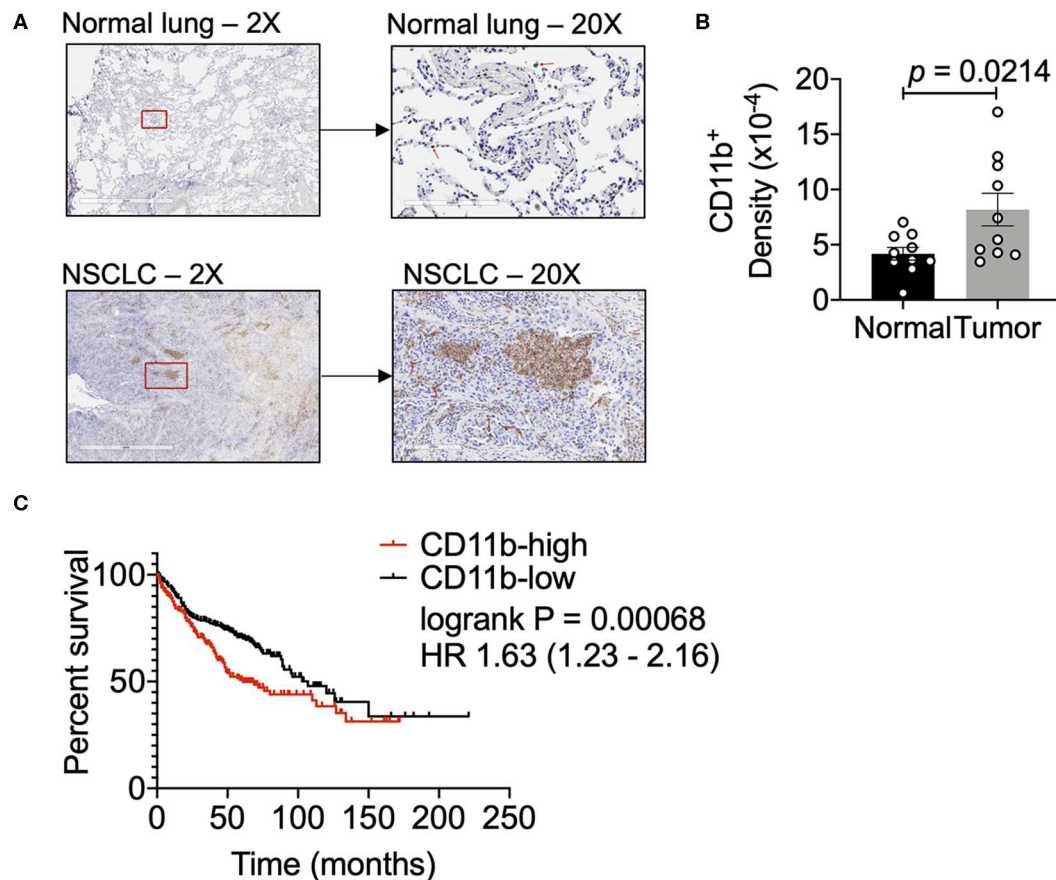 A
Normal lung – 2X
Normal lung – 20X
NSCLC – 2X
NSCLC – 20X
B
p = 0.0214
CD11b+
Density (x10-4)
20
15
10
5
0
Normal Tumor
C
CD11b-high
CD11b-low
logrank P = 0.00068
HR 1.63 (1.23 - 2.16)
Percent survival
100
50
0
0 50 100 150 200 250
Time (months)